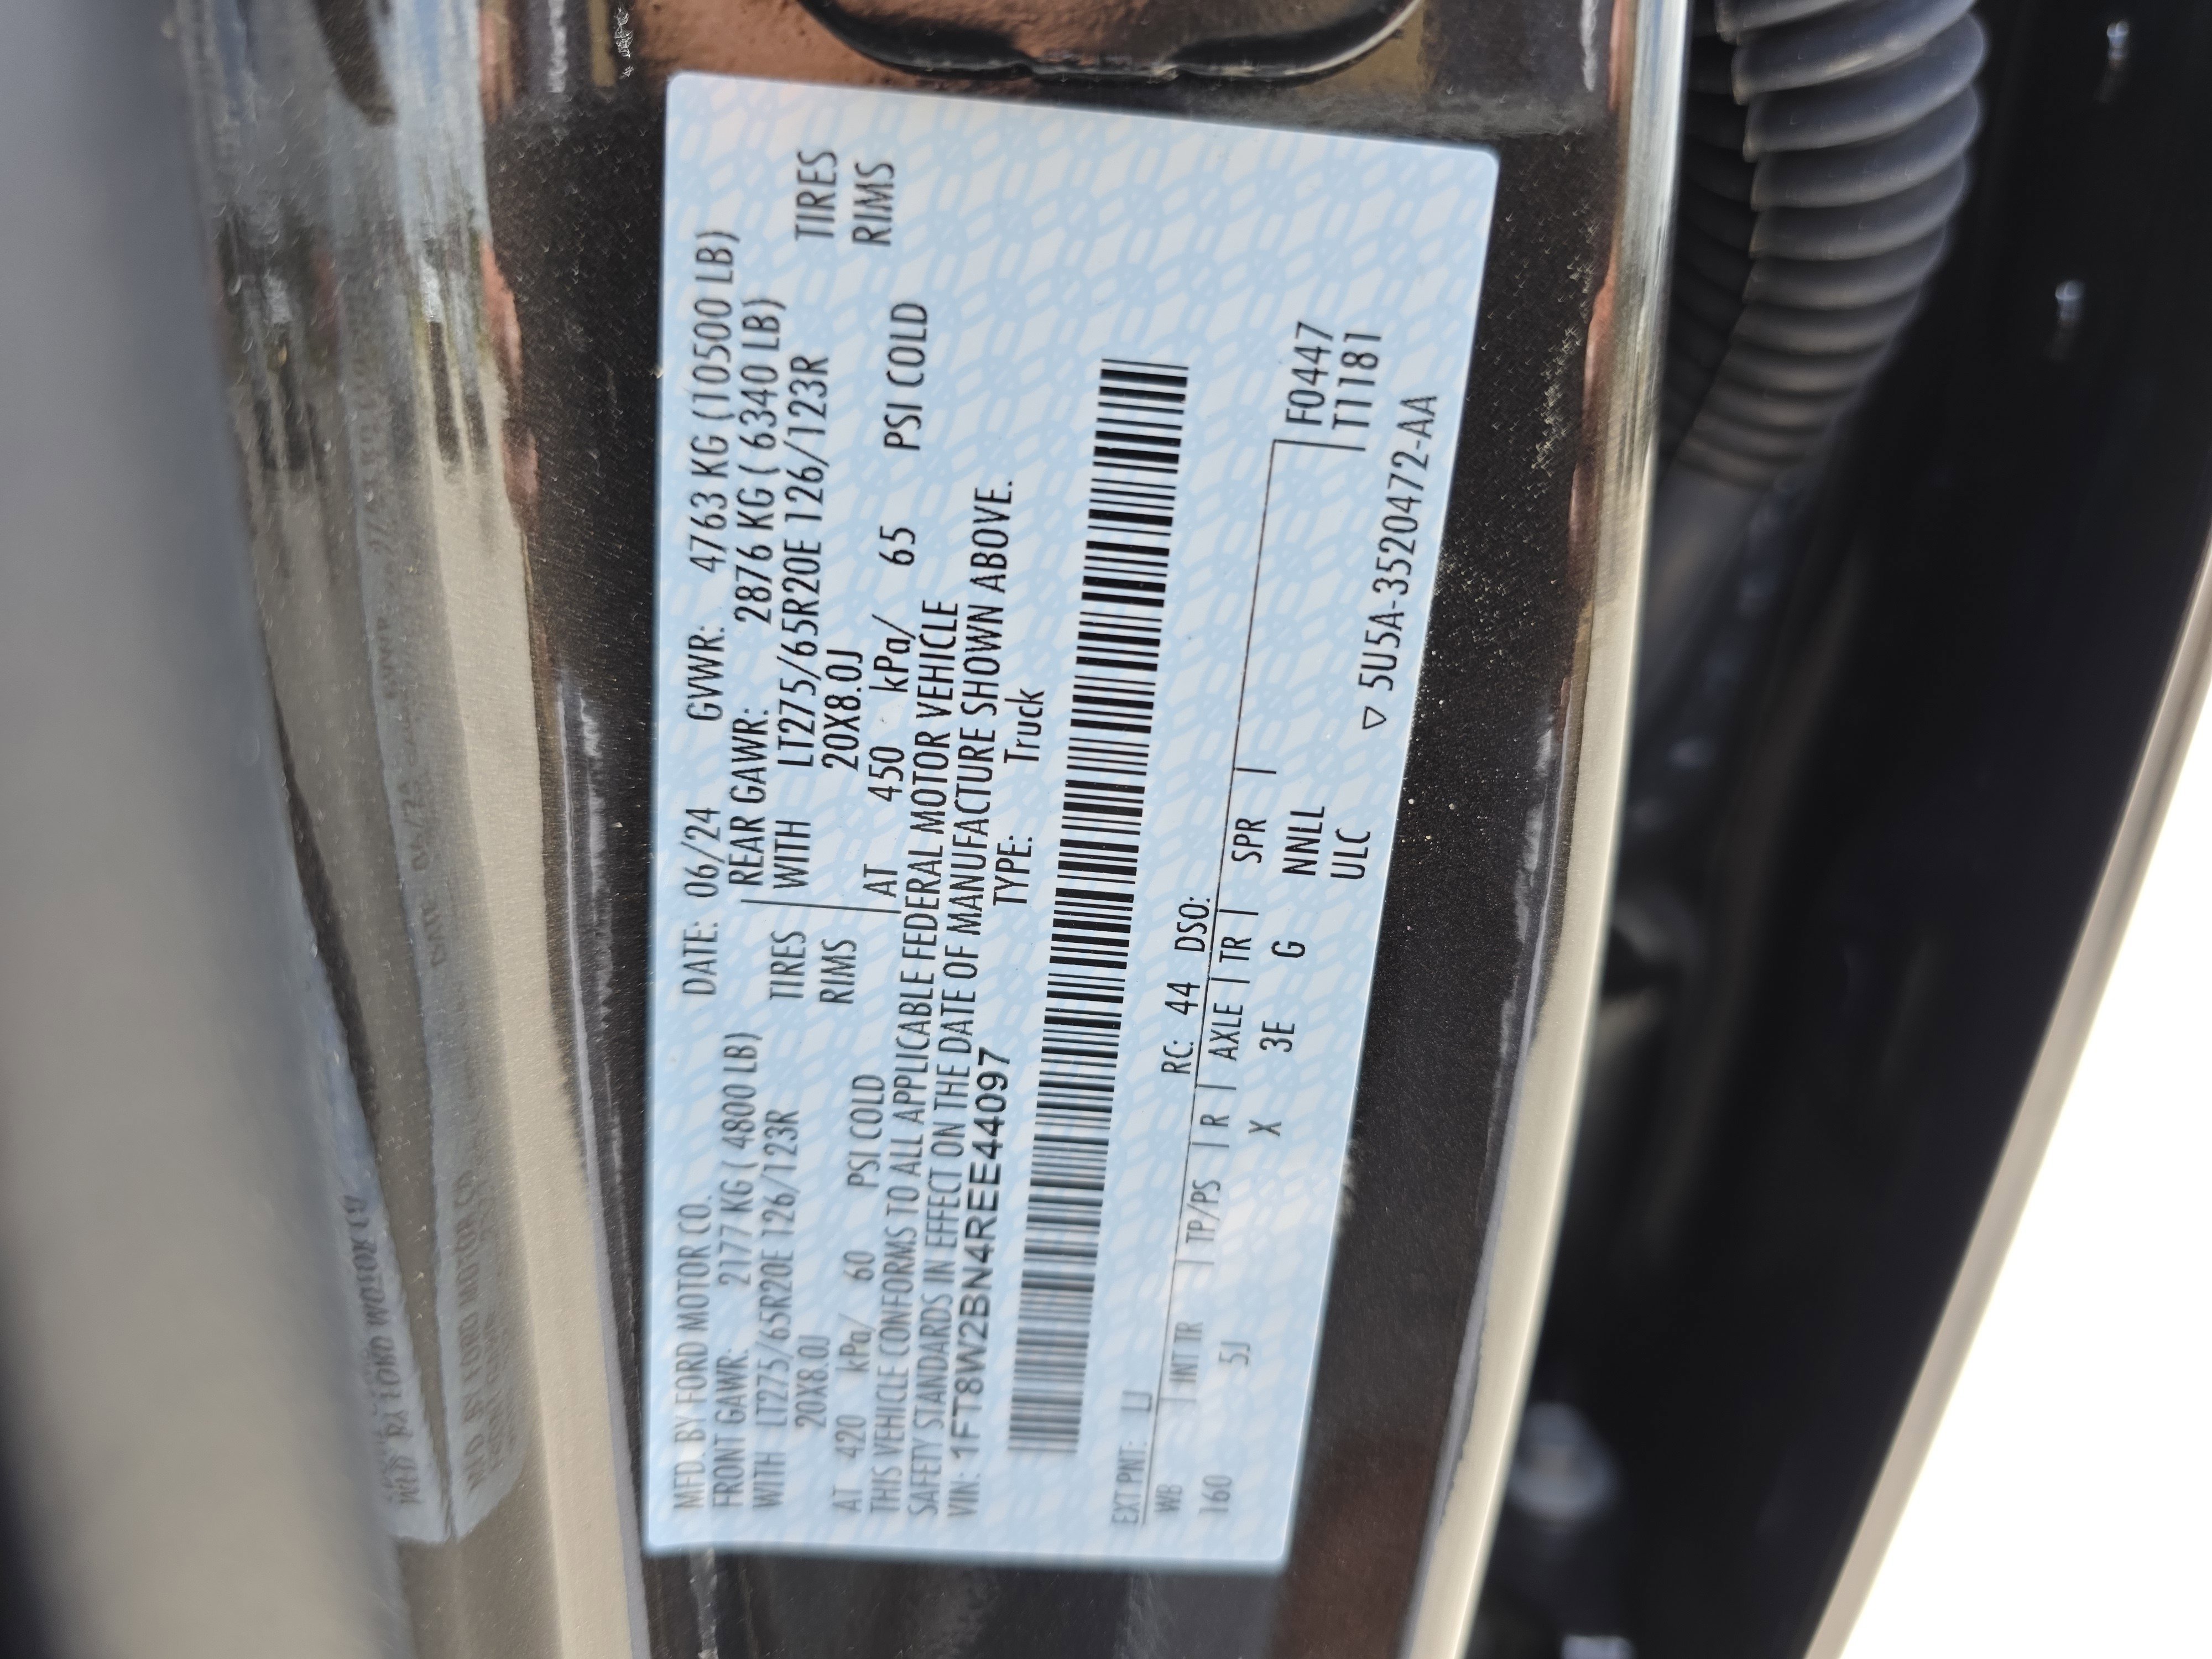 MFD. BY FORD MOTOR CO. DATE: 06/24 GVWR: 4763 KG (10500 LB)
FRONT GAWR: 2177 KG ( 4800 LB) REAR GAWR: 2876 KG ( 6340 LB)
WITH LT275/65R20E 126/123R TIRES WITH LT275/65R20E 126/123R TIRES
20X8.0J RIMS 20X8.0J RIMS
AT 420 kPa/ 60 PSI COLD AT 450 kPa/ 65 PSI COLD
THIS VEHICLE CONFORMS TO ALL APPLICABLE FEDERAL MOTOR VEHICLE
SAFETY STANDARDS IN EFFECT ON THE DATE OF MANUFACTURE SHOWN ABOVE.
VIN: 1FT8W2BN4REE44097 TYPE: Truck
EXT PNT: LJ RC: 44 DSO:
WB | INT TR | TP/PS | R | AXLE | TR | SPR | F0447
160 5J X 3E G NNLL T1181
ULC
▽ 5U5A-3520472-AA